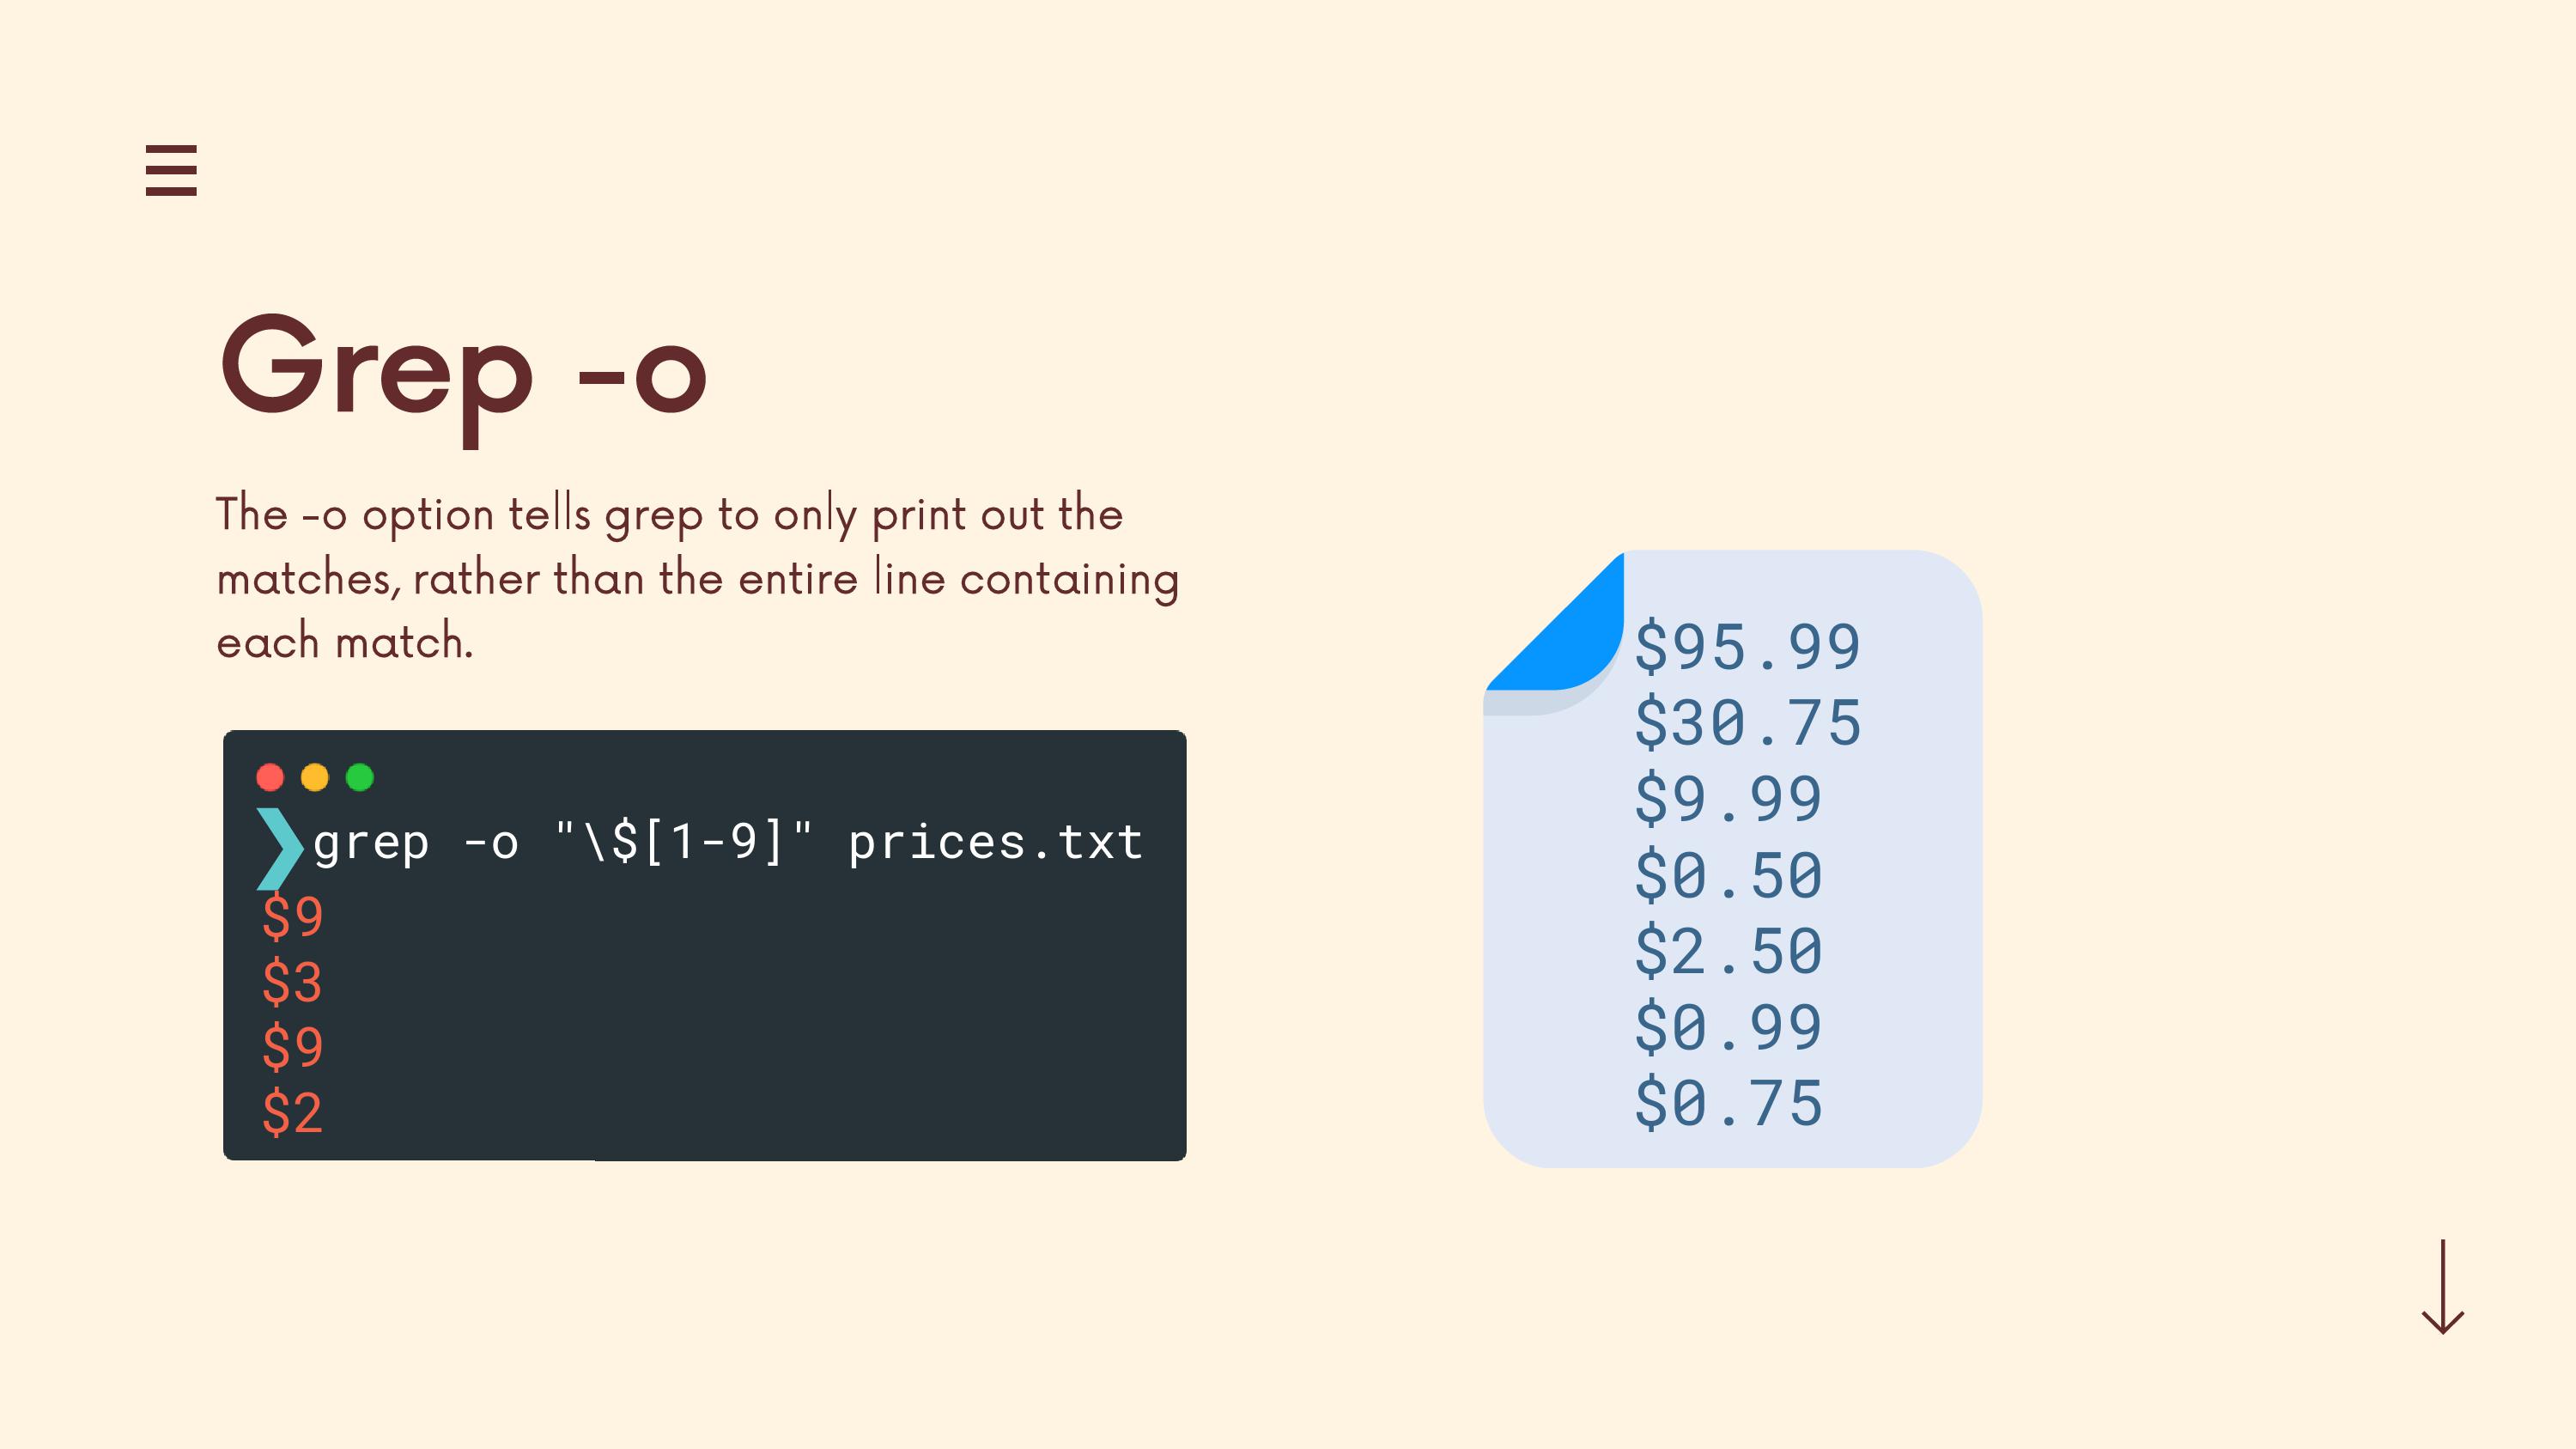 Grep -o
The -o option tells grep to only print out the
matches, rather than the entire line containing
each match.
❯grep -o "\$[1-9]" prices.txt
$9
$3
$9
$2
$95.99
$30.75
$9.99
$0.50
$2.50
$0.99
$0.75